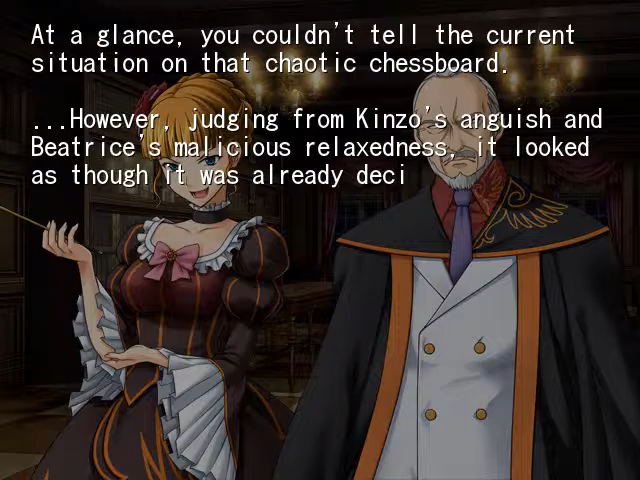 At a glance, you couldn't tell the current
situation on that chaotic chessboard.
...However, judging from Kinzo's anguish and
Beatrice's malicious relaxedness, it looked
as though it was already deci